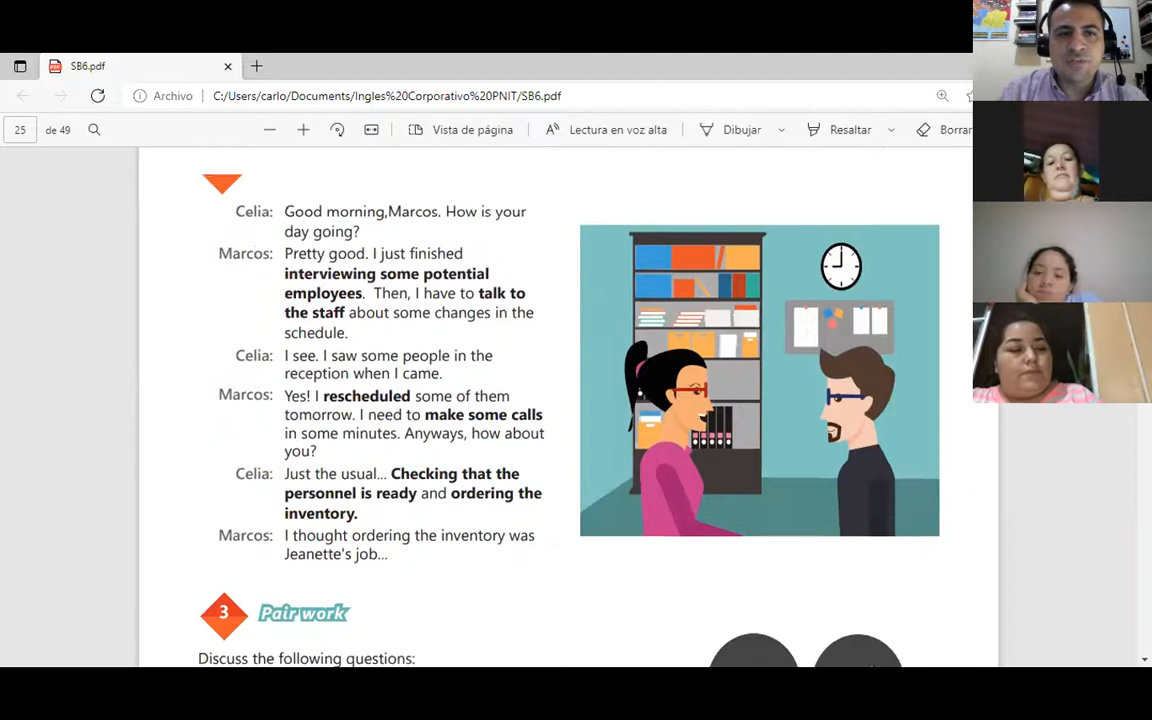 SB6.pdf
Archivo
C:/Users/carlo/Documents/Ingles%20Corporativo%20PNIT/SB6.pdf
25 de 49
Vista de página
Lectura en voz alta
Dibujar
Resaltar
Borrar
Celia: Good morning,Marcos. How is your
day going?
Marcos: Pretty good. I just finished
interviewing some potential
employees. Then, I have to talk to
the staff about some changes in the
schedule.
Celia: I see. I saw some people in the
reception when I came.
Marcos: Yes! I rescheduled some of them
tomorrow. I need to make some calls
in some minutes. Anyways, how about
you?
Celia: Just the usual... Checking that the
personnel is ready and ordering the
inventory.
Marcos: I thought ordering the inventory was
Jeanette's job...
3 Pair work
Discuss the following questions: